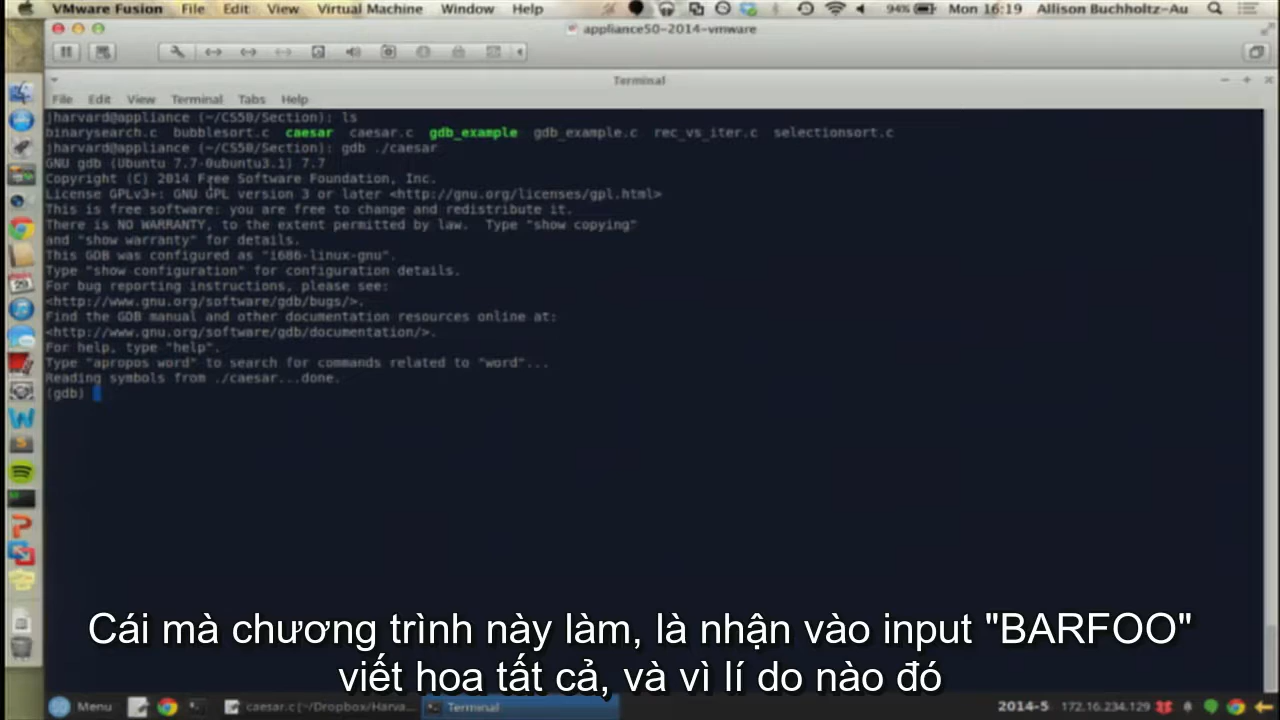 VMware Fusion File Edit View Virtual Machine Window Help 94% Mon 16:19 Allison Buchholtz-Au
appliance50-2014-vmware
Terminal
File Edit View Terminal Tabs Help
jharvard@appliance (~/CS50/Section): ls
binarysearch.c bubblesort.c caesar caesar.c gdb_example gdb_example.c rec_vs_iter.c selectionsort.c
jharvard@appliance (~/CS50/Section): gdb ./caesar
GNU gdb (Ubuntu 7.7-0ubuntu3.1) 7.7
Copyright (C) 2014 Free Software Foundation, Inc.
License GPLv3+: GNU GPL version 3 or later <http://gnu.org/licenses/gpl.html>
This is free software: you are free to change and redistribute it.
There is NO WARRANTY, to the extent permitted by law.  Type "show copying"
and "show warranty" for details.
This GDB was configured as "i686-linux-gnu".
Type "show configuration" for configuration details.
For bug reporting instructions, please see:
<http://www.gnu.org/software/gdb/bugs/>.
Find the GDB manual and other documentation resources online at:
<http://www.gnu.org/software/gdb/documentation/>.
For help, type "help".
Type "apropos word" to search for commands related to "word"...
Reading symbols from ./caesar...done.
(gdb)
Cái mà chương trình này làm, là nhận vào input "BARFOO"
viết hoa tất cả, và vì lí do nào đó
Menu caesar.c [~/Dropbox/Harva... Terminal 2014-5 172.16.234.129